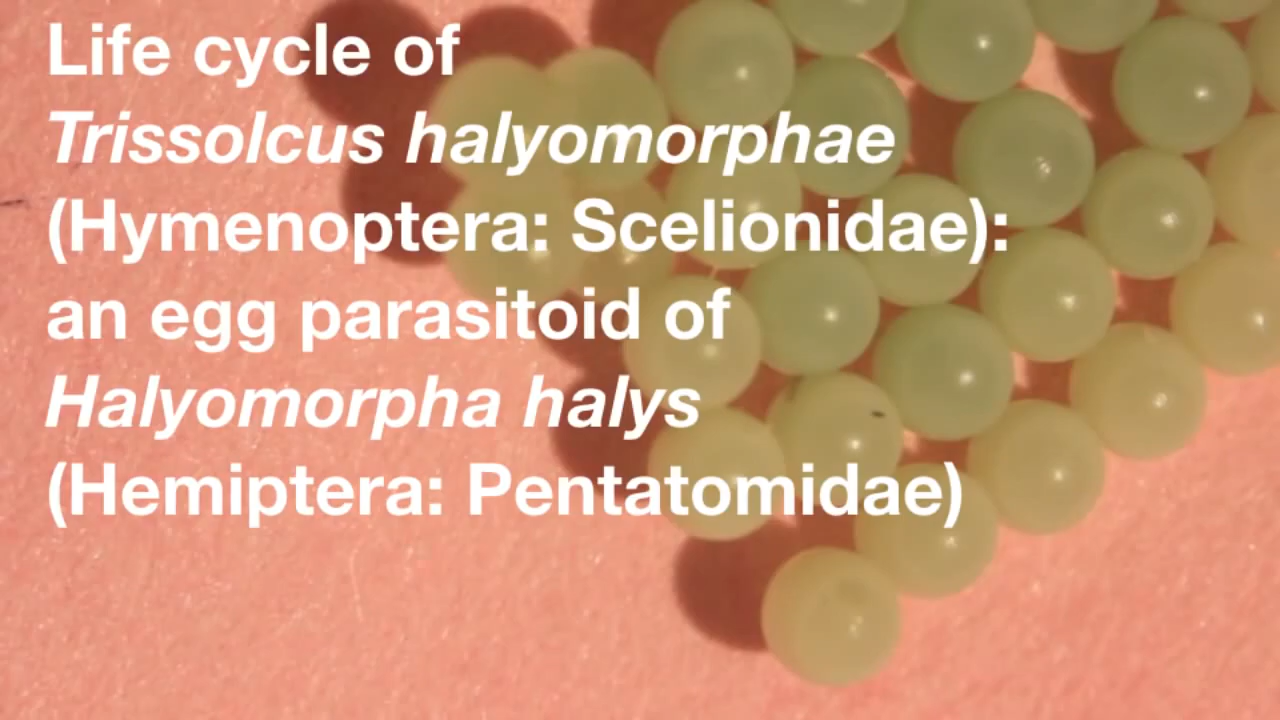 Life cycle of
Trissolcus halyomorphae
(Hymenoptera: Scelionidae):
an egg parasitoid of
Halyomorpha halys
(Hemiptera: Pentatomidae)